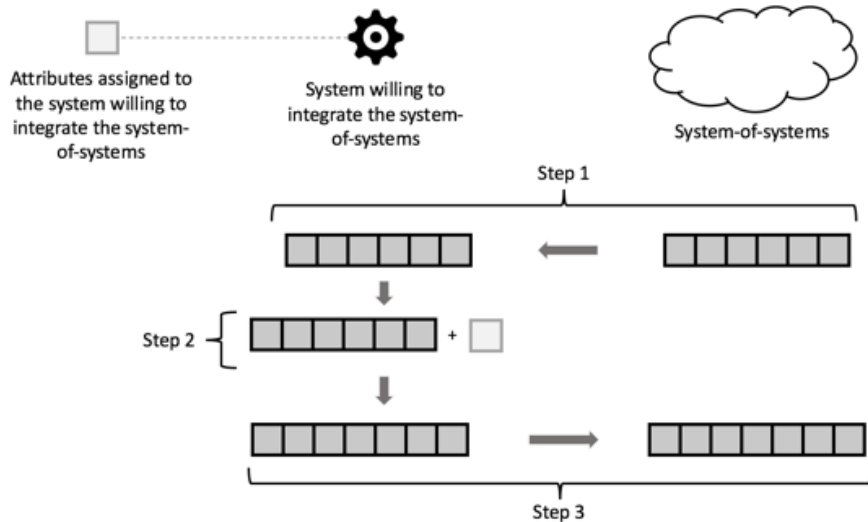 Attributes assigned to
the system willing to
integrate the system-
of-systems
System willing to
integrate the system-
of-systems
System-of-systems
Step 1
Step 2
+
Step 3